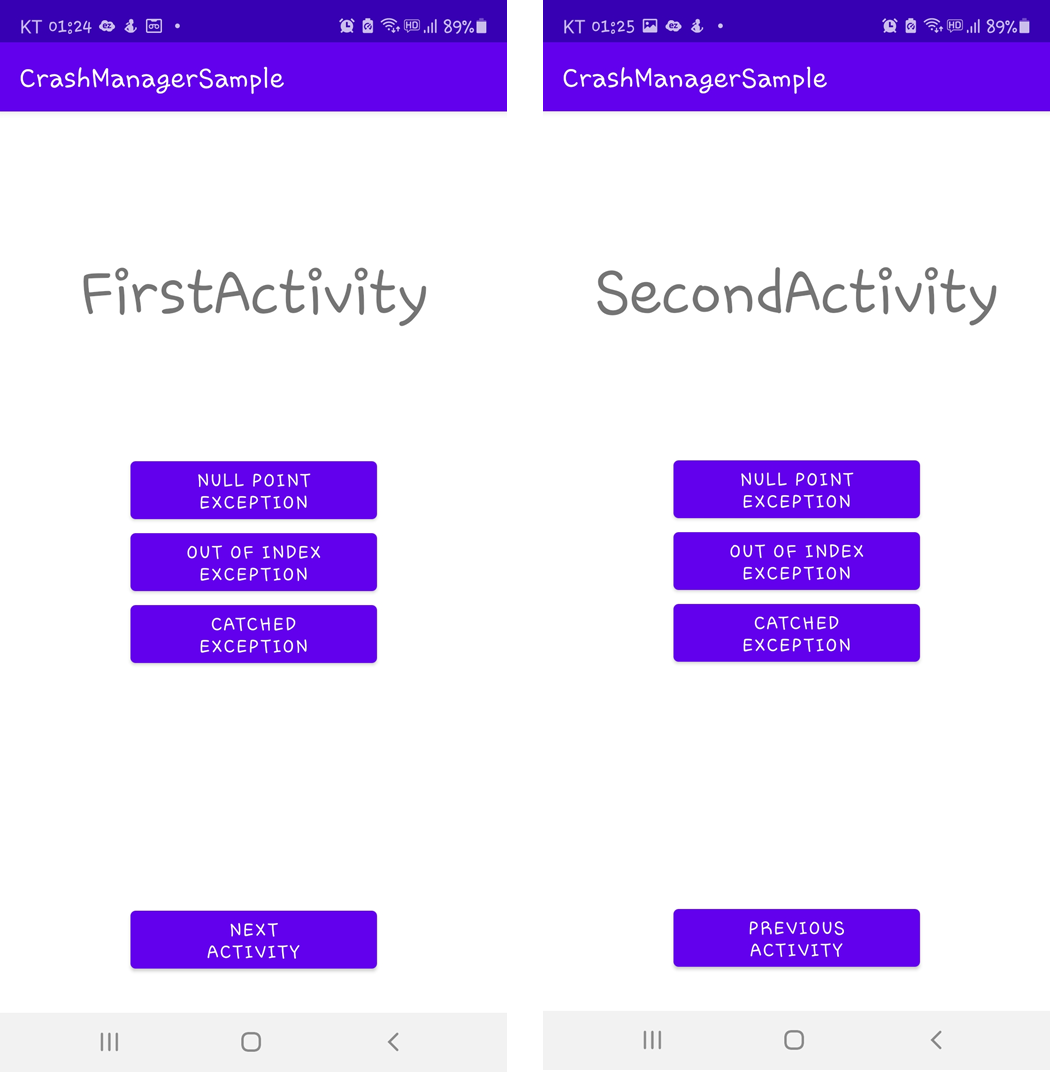 KT 01:24 89%
CrashManagerSample
FirstActivity
NULL POINT
EXCEPTION
OUT OF INDEX
EXCEPTION
CATCHED
EXCEPTION
NEXT
ACTIVITY
KT 01:25 89%
CrashManagerSample
SecondActivity
NULL POINT
EXCEPTION
OUT OF INDEX
EXCEPTION
CATCHED
EXCEPTION
PREVIOUS
ACTIVITY